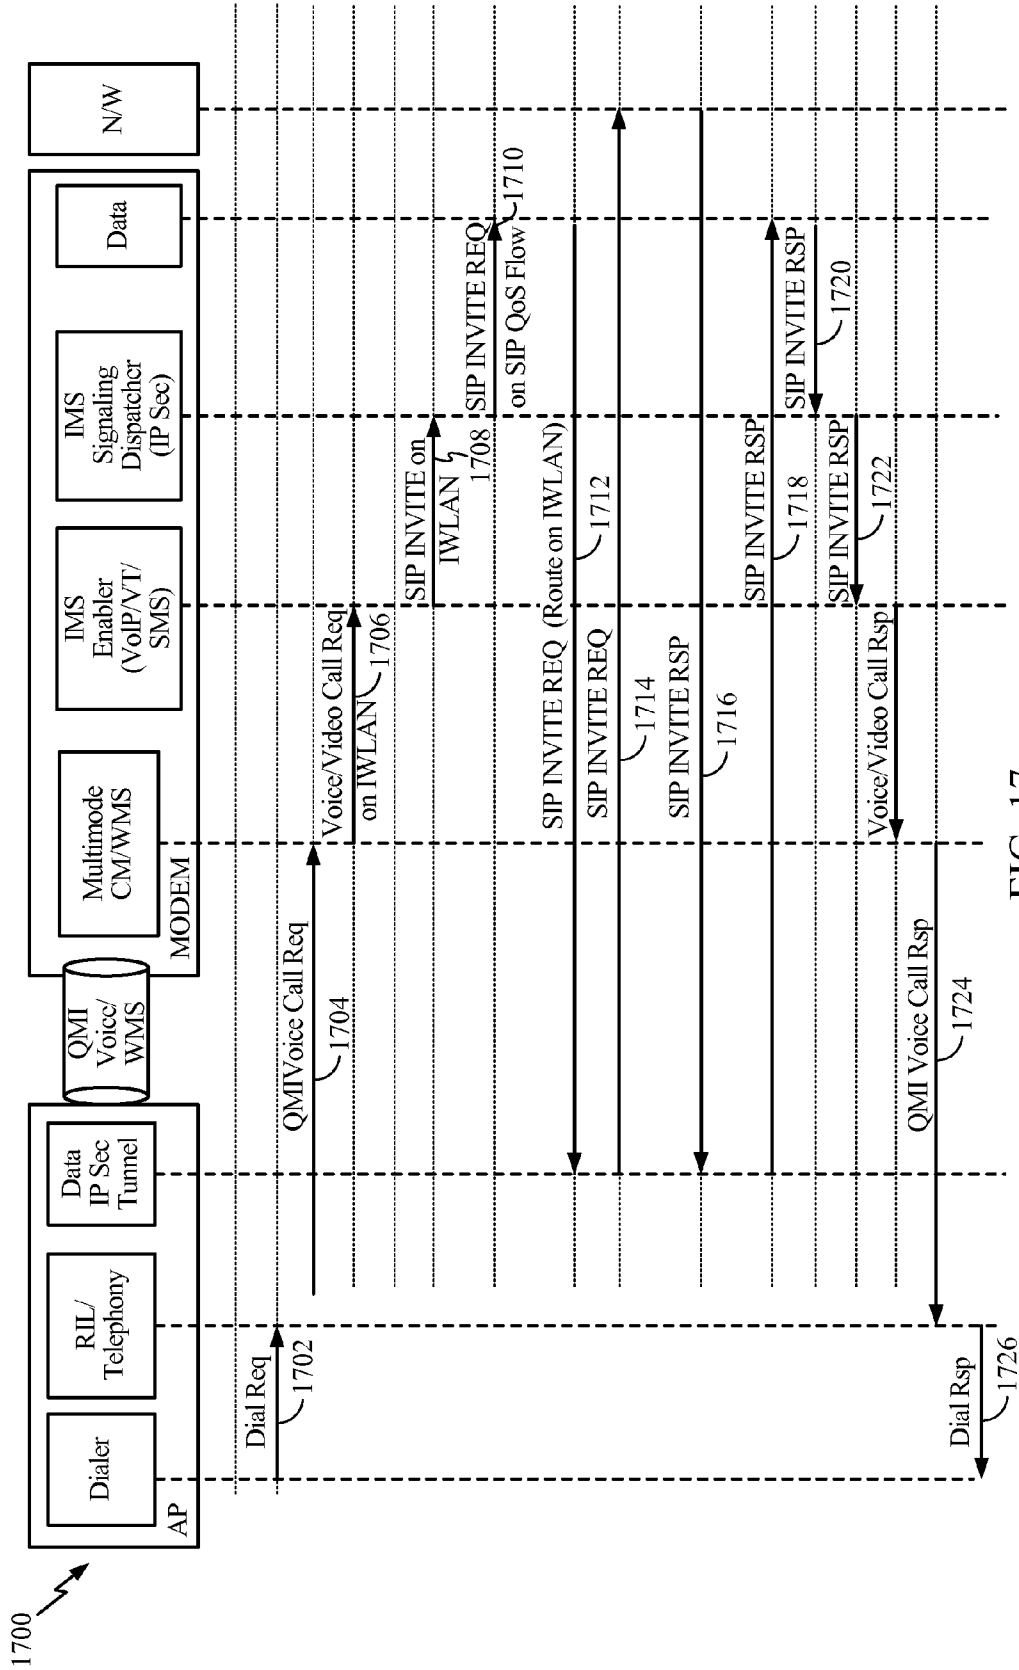 1700
AP
Dialer
RIL/
Telephony
Data
IP Sec
Tunnel
QMI
Voice/
WMS
MODEM
Multimode
CM/WMS
IMS
Enabler
(VoIP/VT/
SMS)
IMS
Signaling
Dispatcher
(IP Sec)
Data
N/W
Dial Req
1702
QMIVoice Call Req
1704
Voice/Video Call Req
on IWLAN
1706
SIP INVITE on
IWLAN
1708
SIP INVITE REQ
on SIP QoS Flow
1710
SIP INVITE REQ (Route on IWLAN)
1712
SIP INVITE REQ
1714
SIP INVITE RSP
1716
SIP INVITE RSP
1718
SIP INVITE RSP
1720
SIP INVITE RSP
1722
Voice/Video Call Rsp
QMI Voice Call Rsp
1724
Dial Rsp
1726
FIG. 17